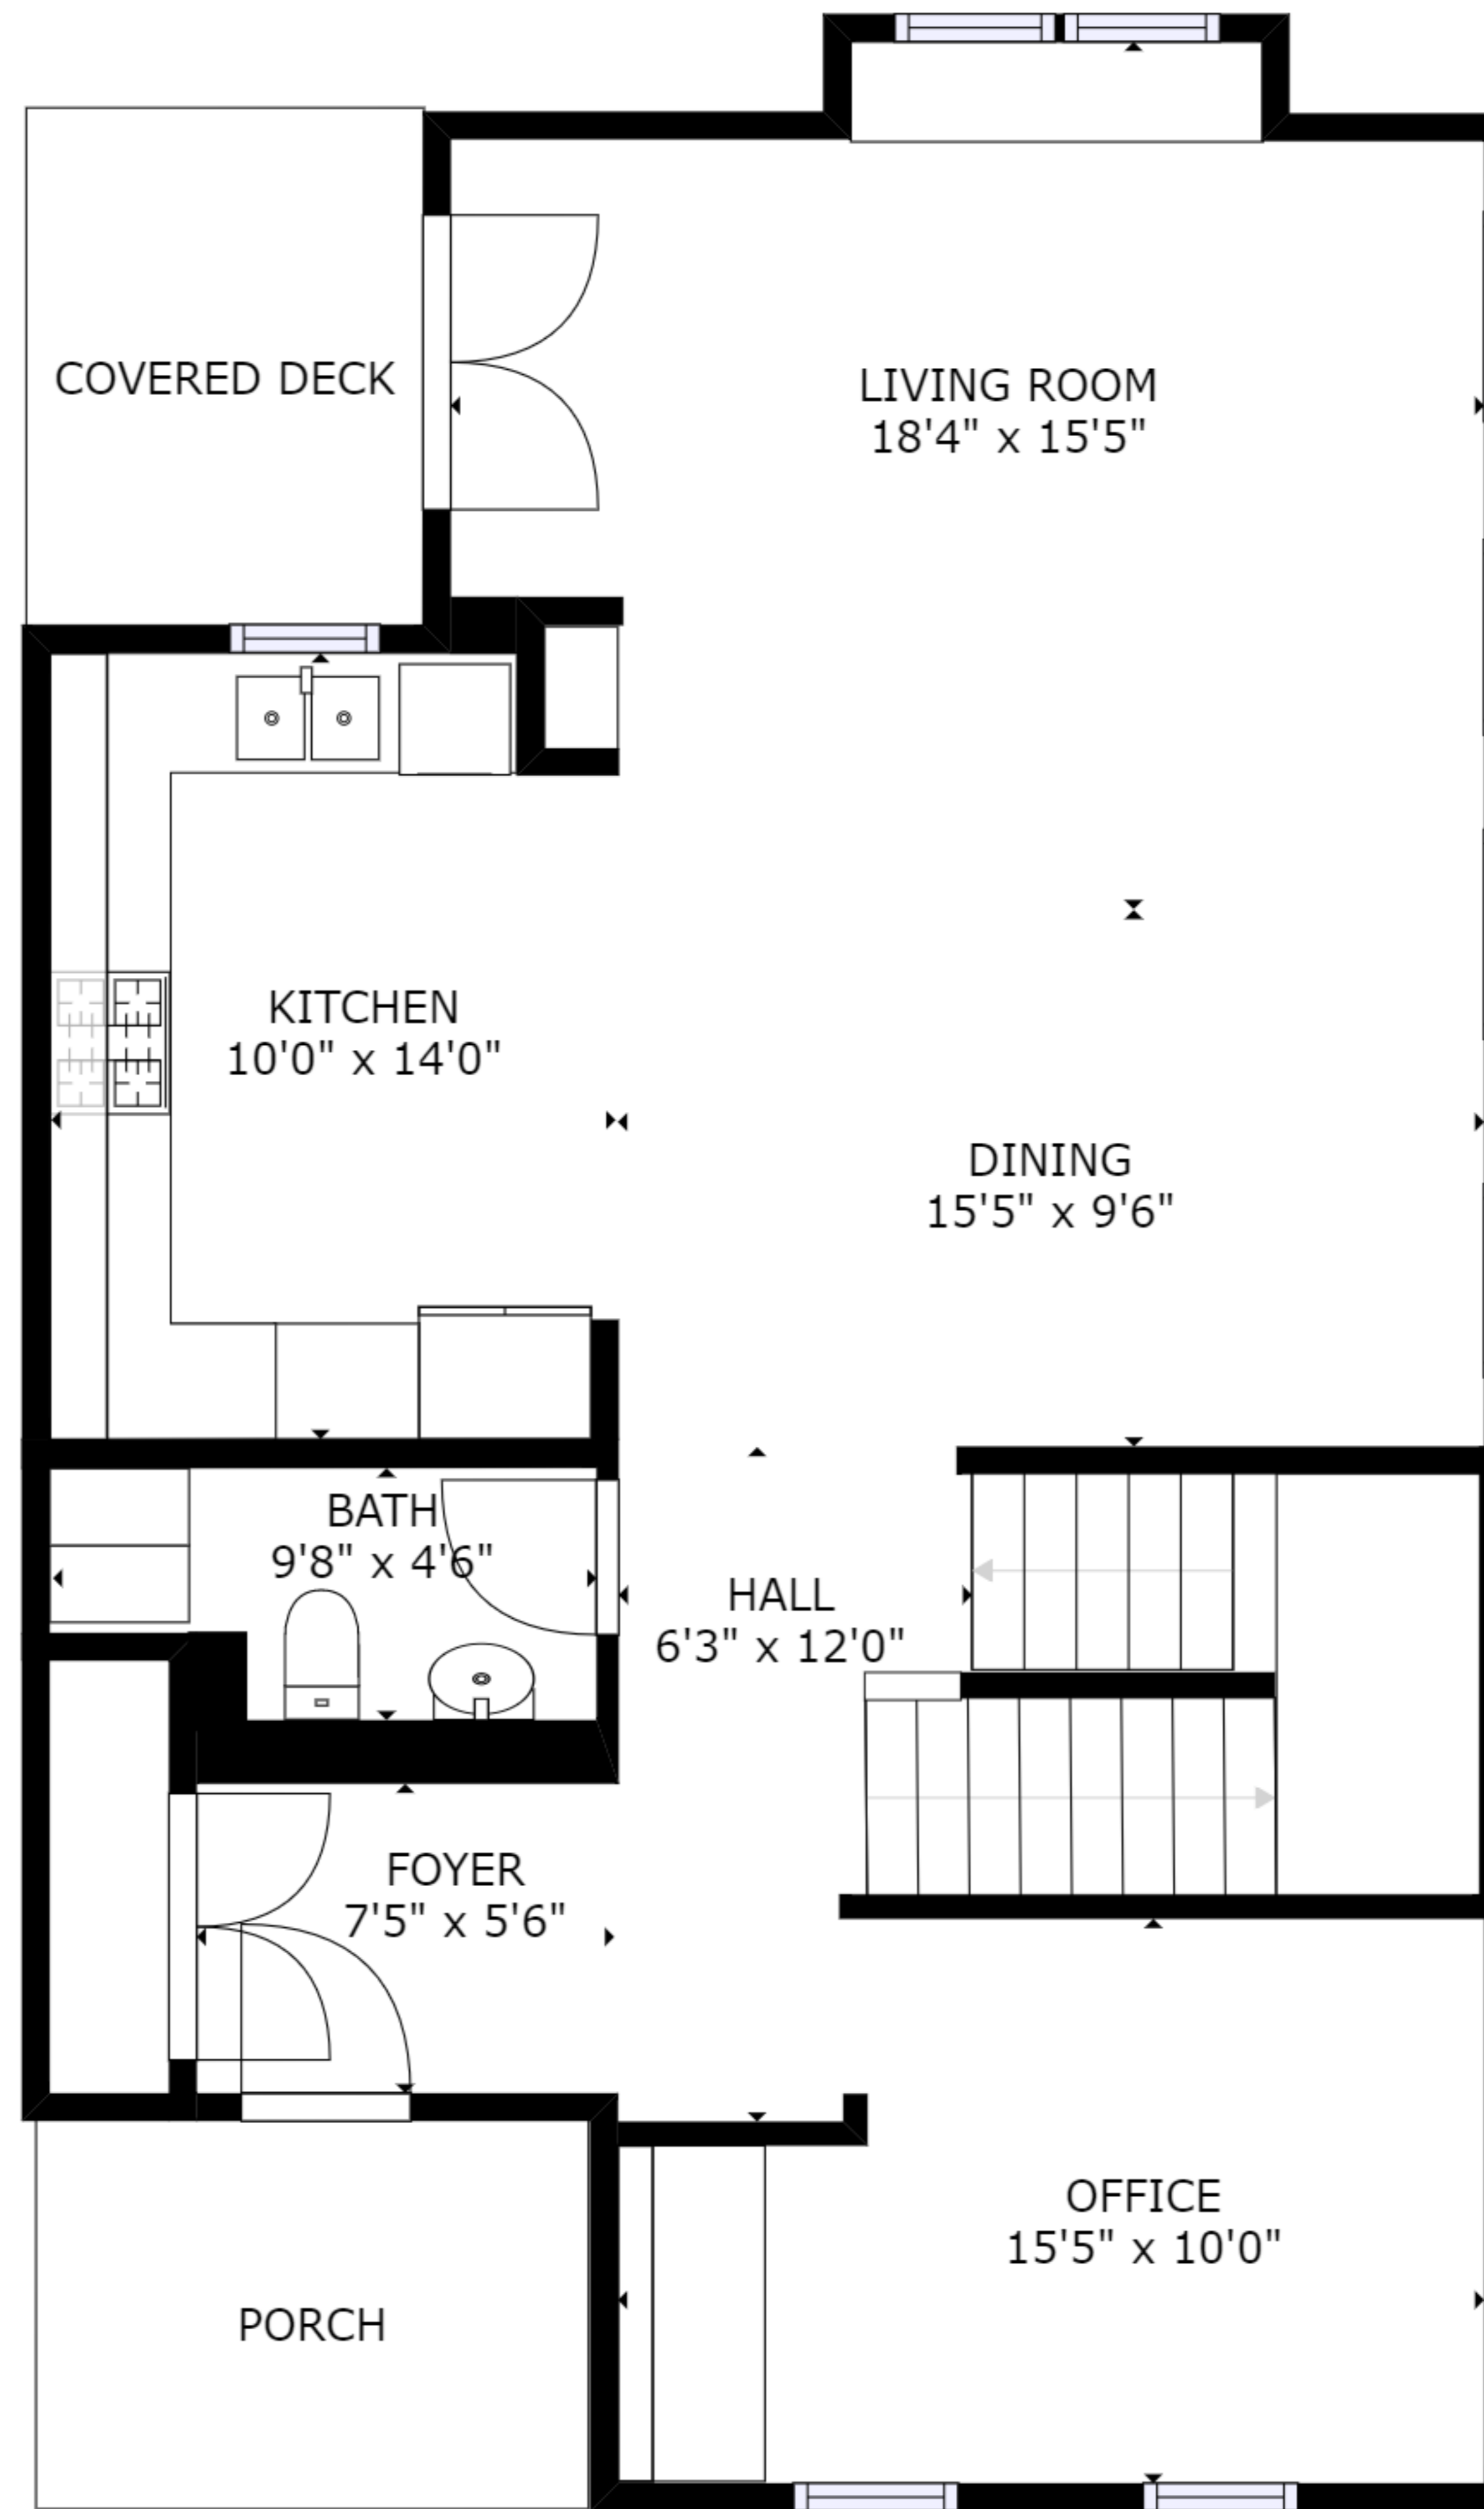 COVERED DECK
LIVING ROOM
18'4" x 15'5"
KITCHEN
10'0" x 14'0"
DINING
15'5" x 9'6"
BATH
9'8" x 4'6"
HALL
6'3" x 12'0"
FOYER
7'5" x 5'6"
OFFICE
15'5" x 10'0"
PORCH